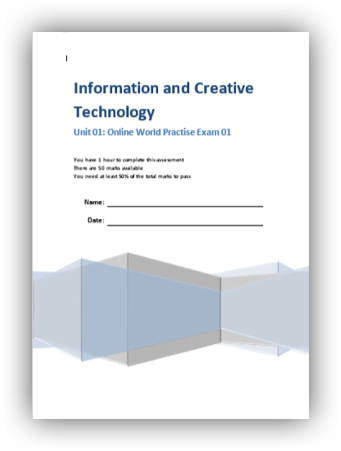 Information and Creative
Technology
Unit 01: Online World Practise Exam 01
You have 1 hour to complete this assessment
There are 50 marks available
You need at least 50% of the total marks to pass
Name:
Date: